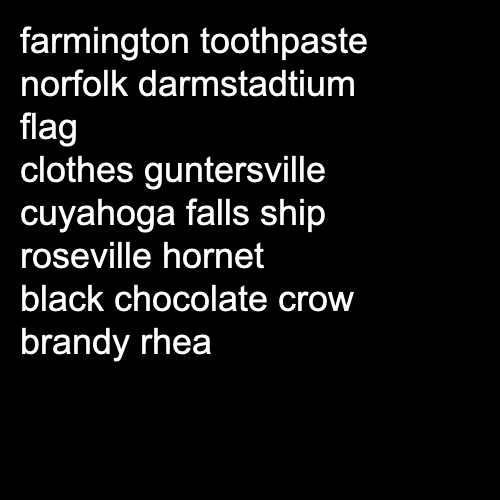 farmington toothpaste
norfolk darmstadtium
flag
clothes guntersville
cuyahoga falls ship
roseville hornet
black chocolate crow
brandy rhea